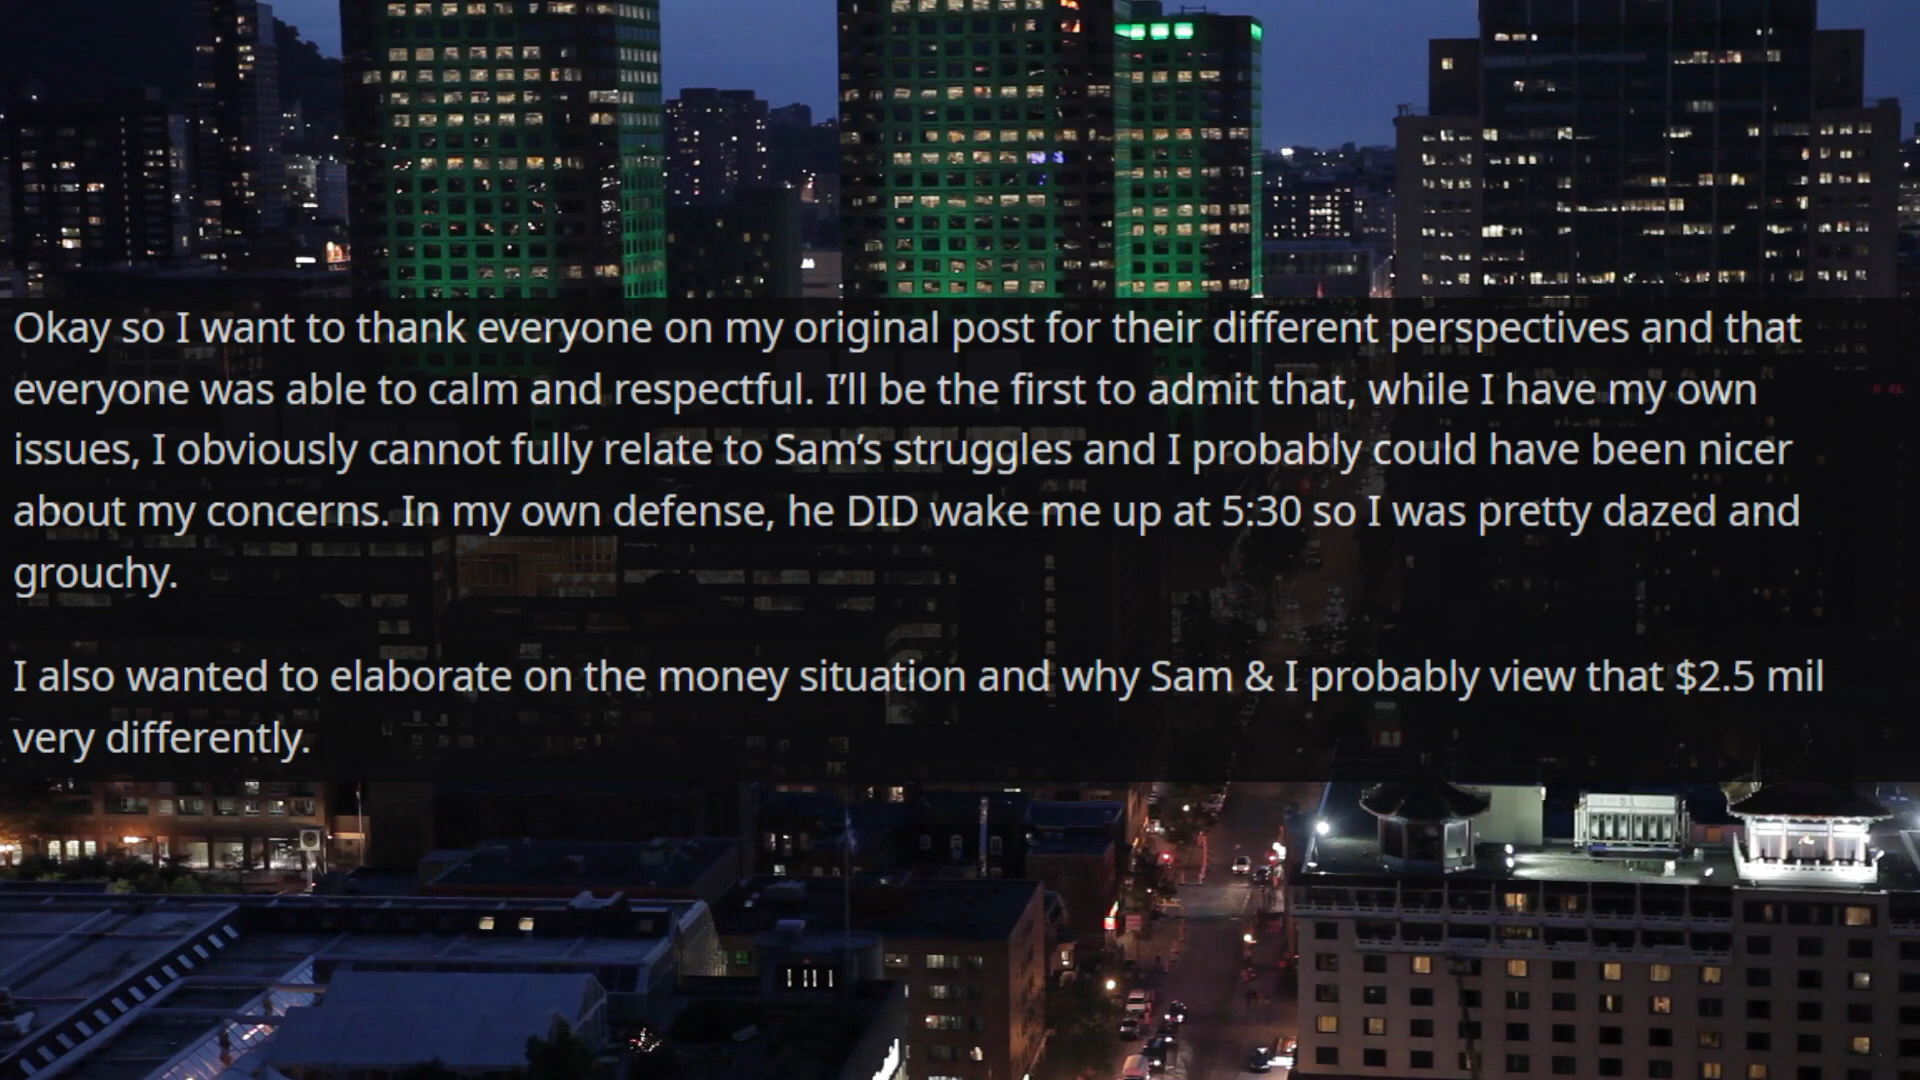 Okay so I want to thank everyone on my original post for their different perspectives and that
everyone was able to calm and respectful. I’ll be the first to admit that, while I have my own
issues, I obviously cannot fully relate to Sam’s struggles and I probably could have been nicer
about my concerns. In my own defense, he DID wake me up at 5:30 so I was pretty dazed and
grouchy.
I also wanted to elaborate on the money situation and why Sam & I probably view that $2.5 mil
very differently.